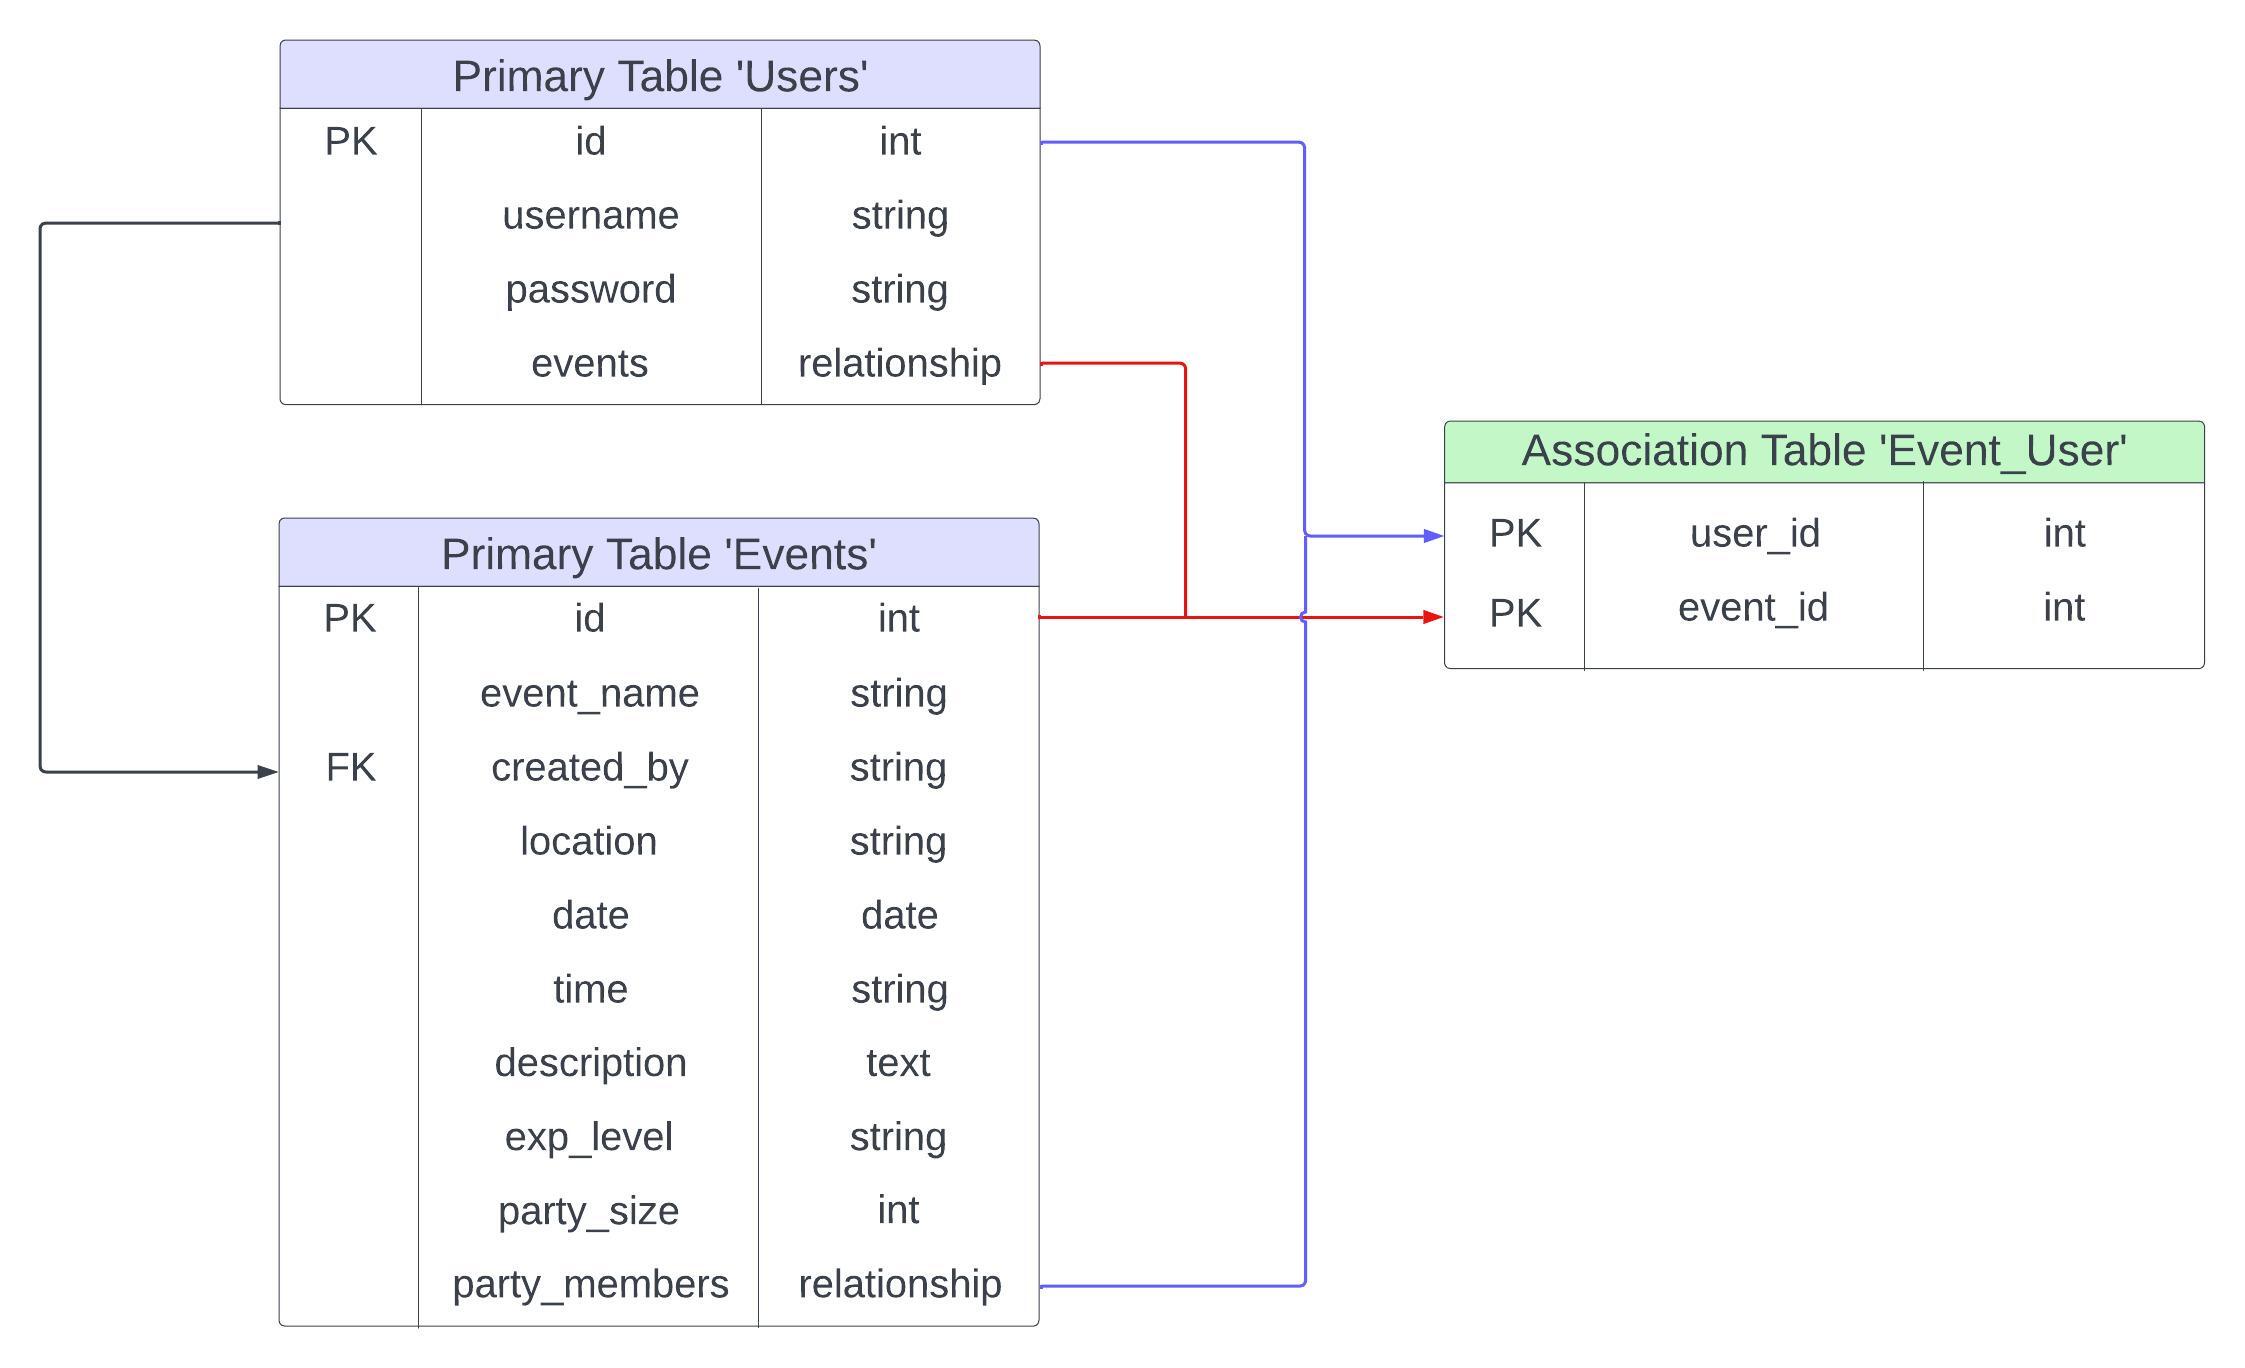 Primary Table 'Users'
PK id int
username string
password string
events relationship
Primary Table 'Events'
PK id int
event_name string
FK created_by string
location string
date date
time string
description text
exp_level string
party_size int
party_members relationship
Association Table 'Event_User'
PK user_id int
PK event_id int